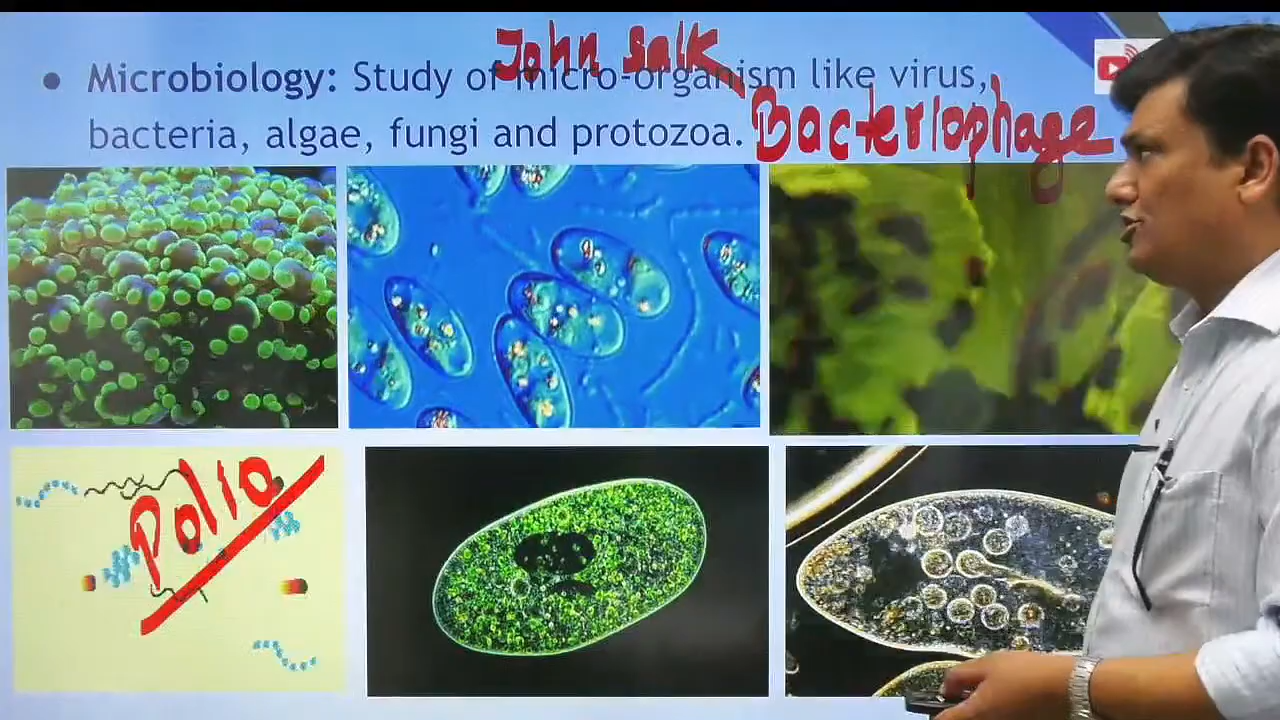 John Salk
• Microbiology: Study of micro-organism like virus,
bacteria, algae, fungi and protozoa.
Bacteriophage
Polio